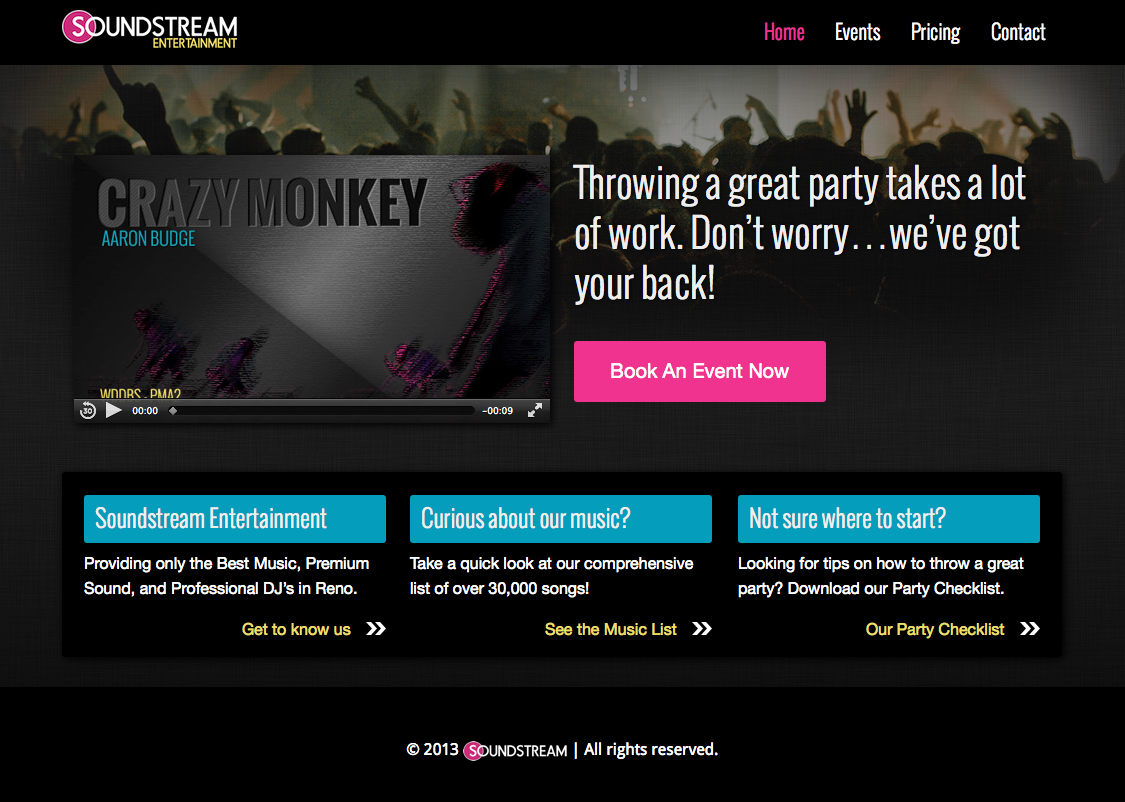 SOUNDSTREAM
ENTERTAINMENT
Home Events Pricing Contact
CRAZY MONKEY
AARON BUDGE
WDDBS - PMA2
30 00:00 -00:09
Throwing a great party takes a lot
of work. Don’t worry…we’ve got
your back!
Book An Event Now
Soundstream Entertainment
Providing only the Best Music, Premium
Sound, and Professional DJ’s in Reno.
Get to know us
Curious about our music?
Take a quick look at our comprehensive
list of over 30,000 songs!
See the Music List
Not sure where to start?
Looking for tips on how to throw a great
party? Download our Party Checklist.
Our Party Checklist
© 2013 SOUNDSTREAM | All rights reserved.